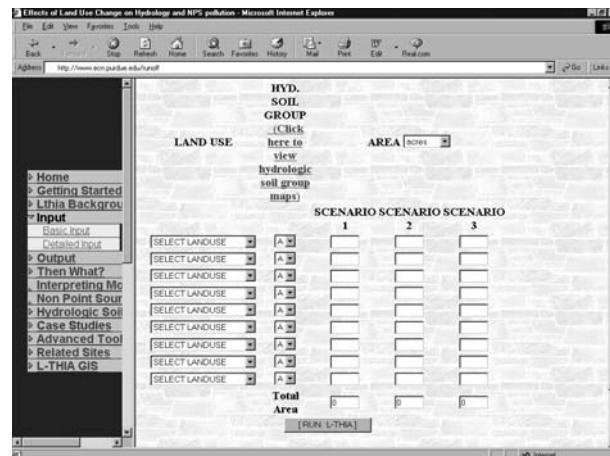 Effects of Land Use Change on Hydrology and NPS pollution - Microsoft Internet Explorer
File Edit View Favorites Tools Help
Back Stop Refresh Home Search Favorites History Mail Print Edit Real.com
Address http://www.ecn.purdue.edu/runoff Go Links
Home
Getting Started
Lthia Backgrou
Input
Basic Input
Detailed Input
Output
Then What?
Interpreting Mo
Non Point Sour
Hydrologic Soil
Case Studies
Advanced Tool
Related Sites
L-THIA GIS
LAND USE
HYD.
SOIL
GROUP
(Click
here to
view
hydrologic
soil group
maps)
AREA acres
SCENARIO SCENARIO SCENARIO
1 2 3
SELECT LANDUSE A
SELECT LANDUSE A
SELECT LANDUSE A
SELECT LANDUSE A
SELECT LANDUSE A
SELECT LANDUSE A
SELECT LANDUSE A
SELECT LANDUSE A
SELECT LANDUSE A
Total
Area 0 0 0
[RUN L-THIA]
Internet